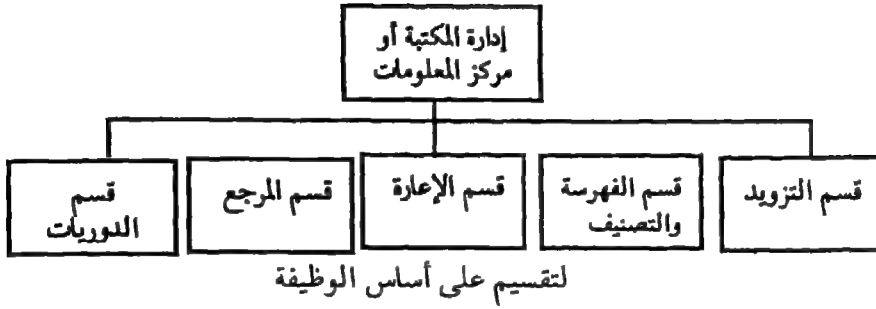 إدارة المكتبة أو
مركز المعلومات
قسم التزويد
قسم الفهرسة
والتصنيف
قسم الإعارة
قسم المرجع
قسم
الدوريات
لتقسيم على أساس الوظيفة